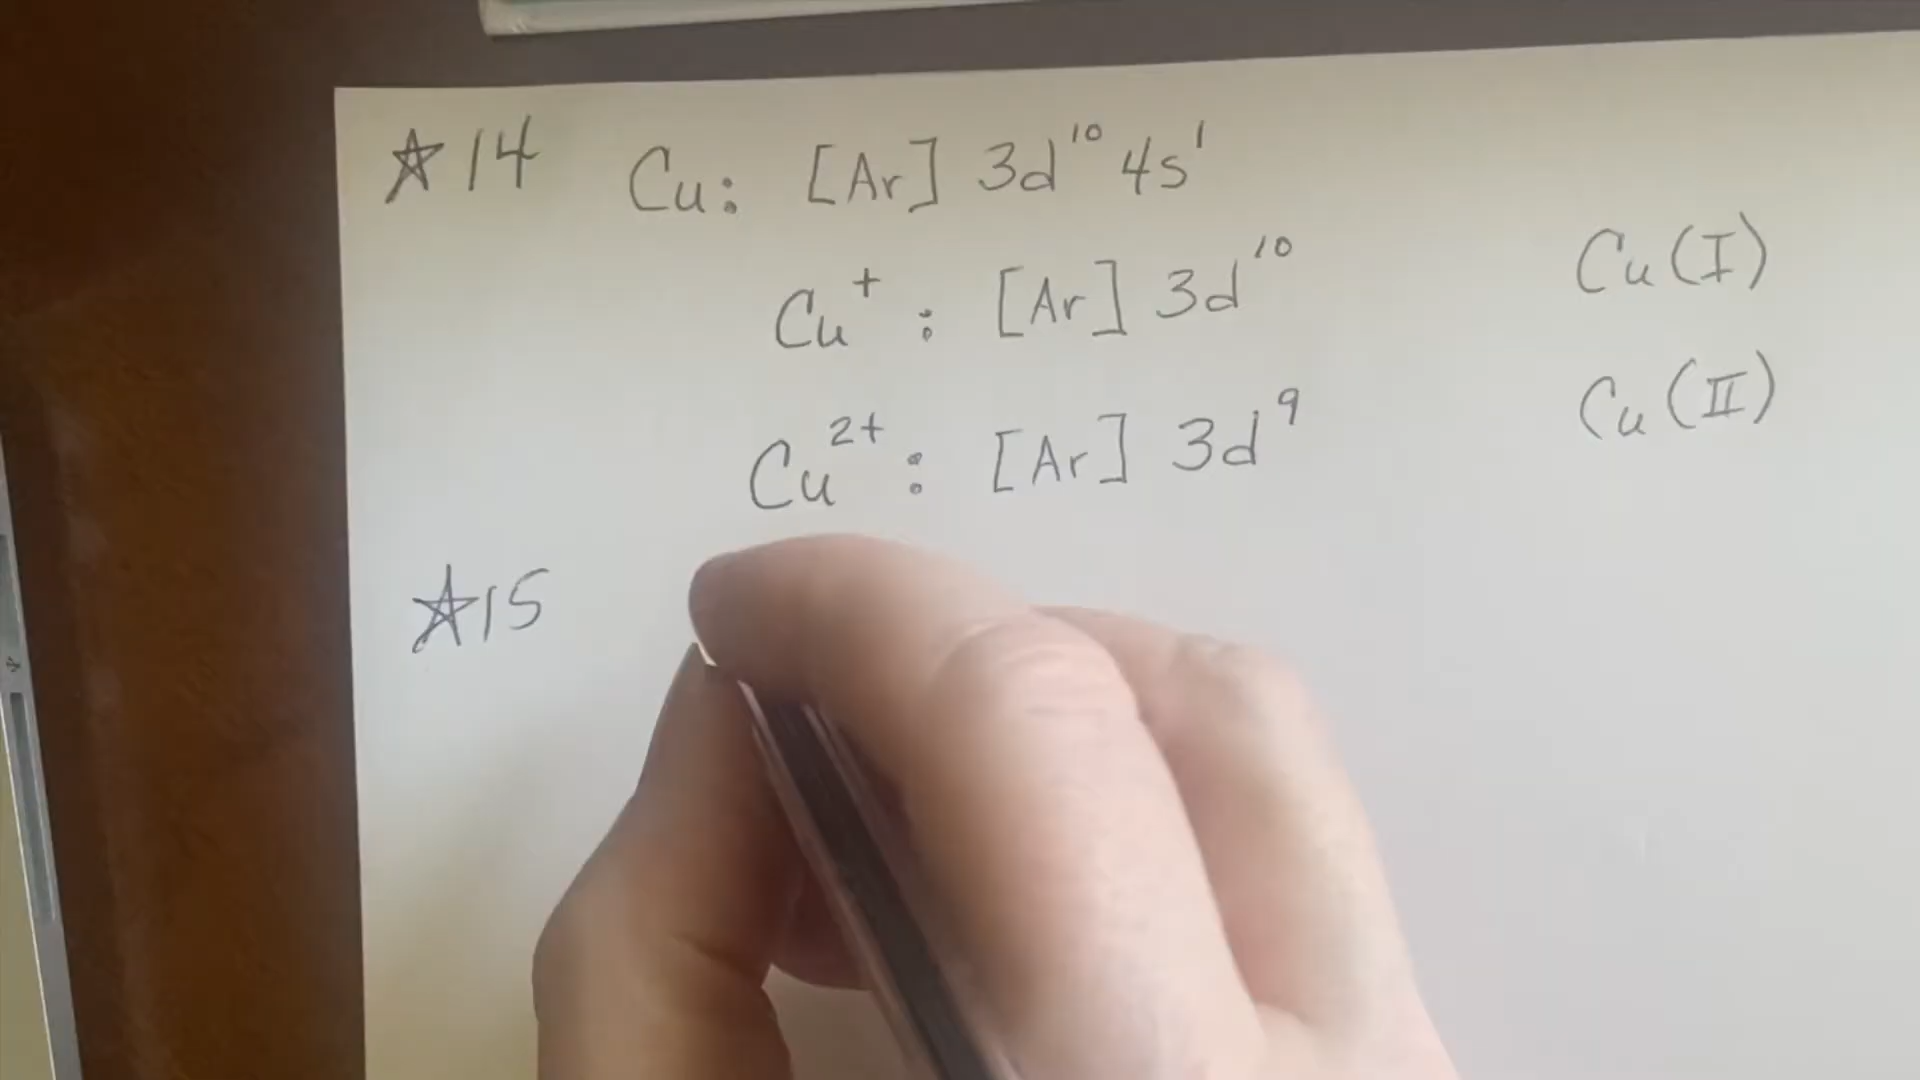 ☆14 Cu: [Ar] 3d¹⁰ 4s¹
Cu⁺ : [Ar] 3d¹⁰ Cu(I)
Cu²⁺ : [Ar] 3d⁹ Cu(II)
☆15